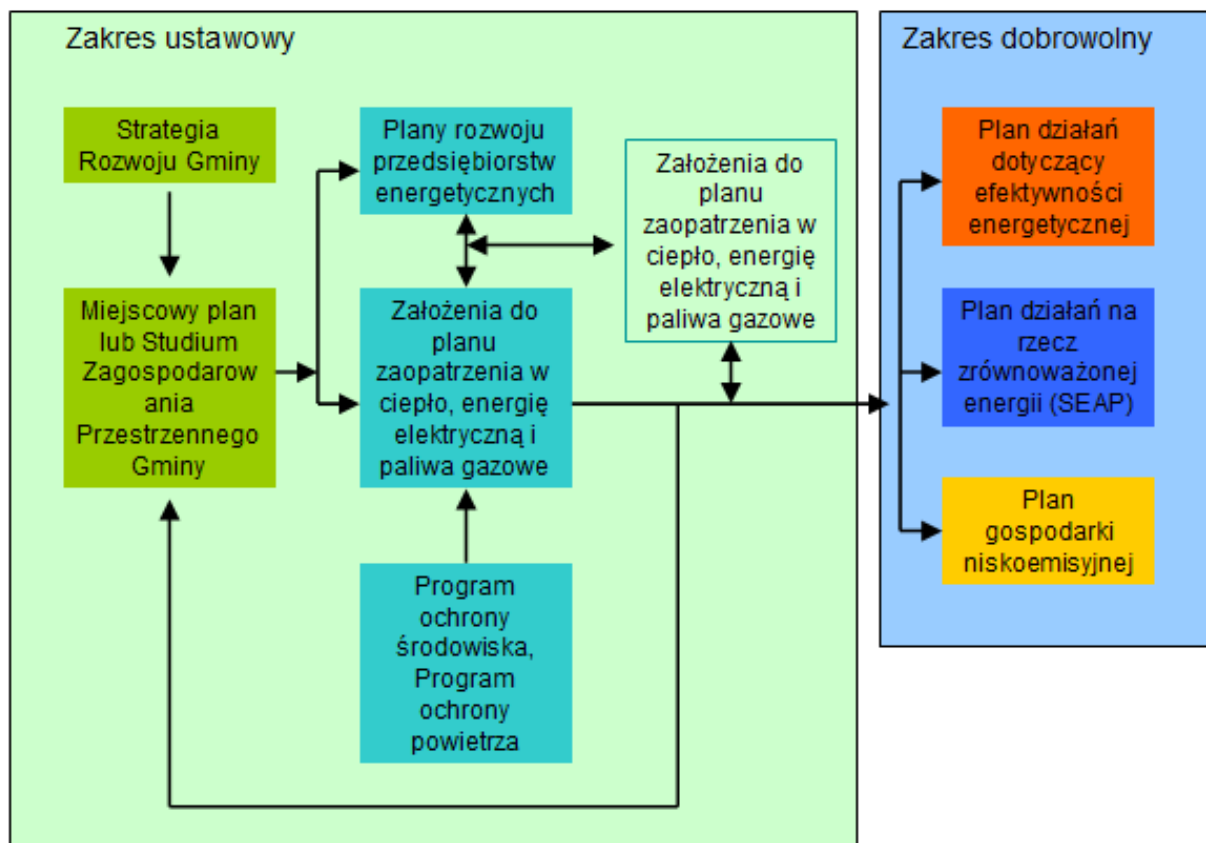 Zakres ustawowy
Strategia
Rozwoju Gminy
Miejscowy plan
lub Studium
Zagospodarow
ania
Przestrzennego
Gminy
Plany rozwoju
przedsiębiorstw
energetycznych
Założenia do
planu
zaopatrzenia w
ciepło, energię
elektryczną i
paliwa gazowe
Program
ochrony
środowiska,
Program
ochrony
powietrza
Założenia do
planu
zaopatrzenia w
ciepło, energię
elektryczną i
paliwa gazowe
Zakres dobrowolny
Plan działań
dotyczący
efektywności
energetycznej
Plan działań na
rzecz
zrównoważonej
energii (SEAP)
Plan
gospodarki
niskoemisyjnej